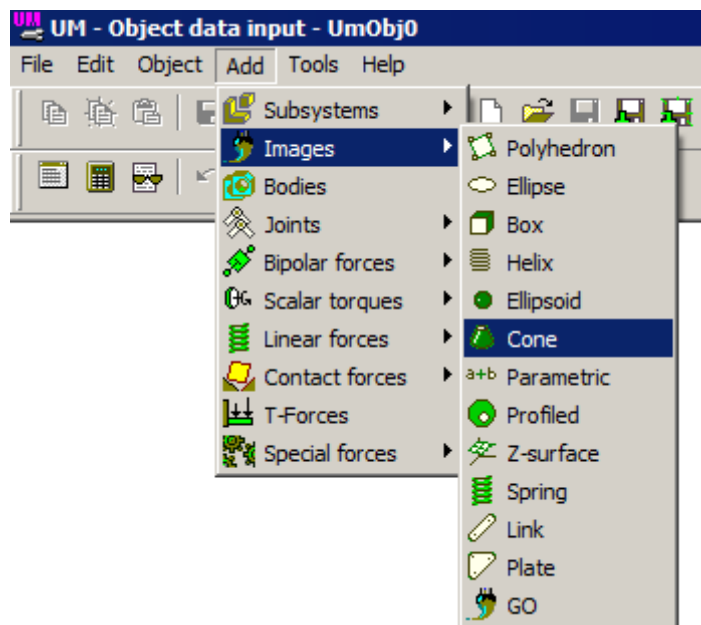 UM - Object data input - UmObj0
File Edit Object Add Tools Help
Subsystems
Images
Bodies
Joints
Bipolar forces
Scalar torques
Linear forces
Contact forces
T-Forces
Special forces
Polyhedron
Ellipse
Box
Helix
Ellipsoid
Cone
a+b Parametric
Profiled
Z-surface
Spring
Link
Plate
GO